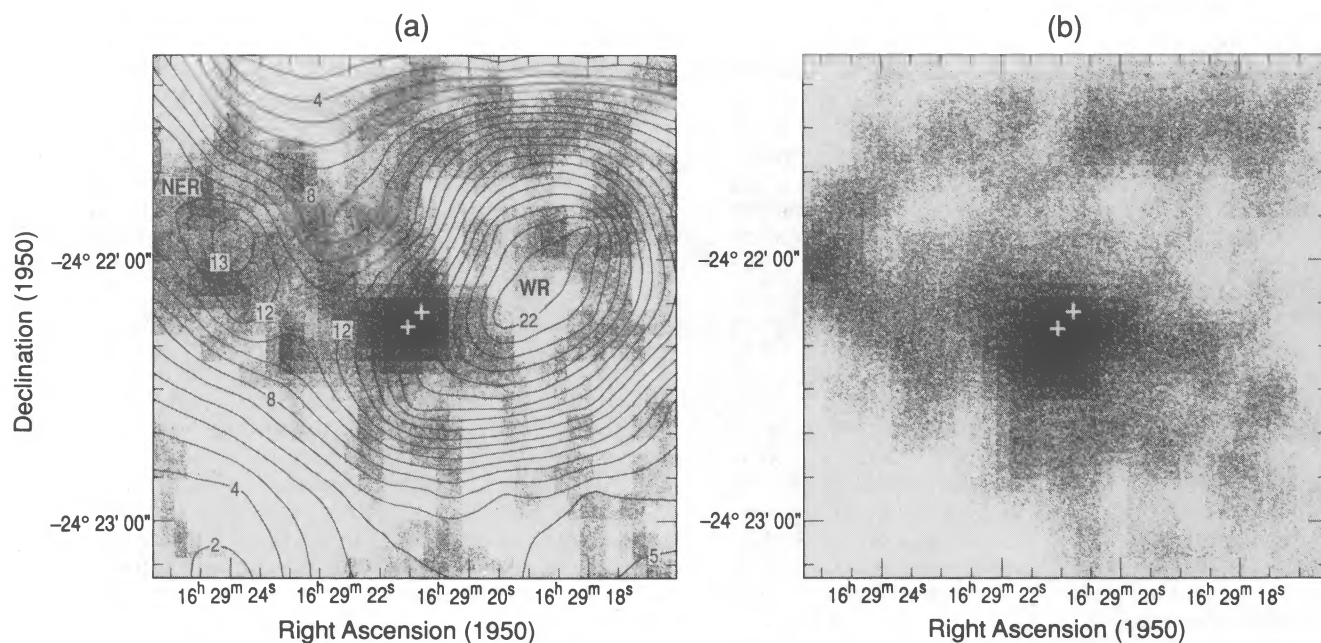 (a)
(b)
4
NER
8
13
WR
12
12
22
8
4
2
5
−24° 22' 00"
−24° 23' 00"
Declination (1950)
16h 29m 24s
16h 29m 22s
16h 29m 20s
16h 29m 18s
Right Ascension (1950)
−24° 22' 00"
−24° 23' 00"
16h 29m 24s
16h 29m 22s
16h 29m 20s
16h 29m 18s
Right Ascension (1950)